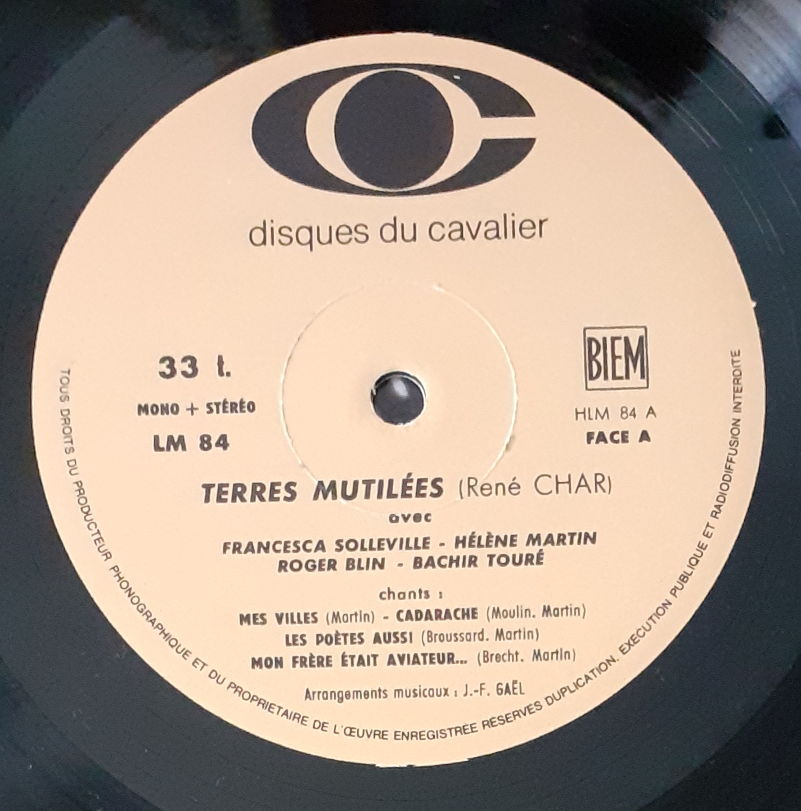 disques du cavalier
33 t.
MONO + STÉRÉO
LM 84
BIEM
HLM 84 A
FACE A
TERRES MUTILÉES (René CHAR)
avec
FRANCESCA SOLLEVILLE - HÉLÈNE MARTIN
ROGER BLIN - BACHIR TOURÉ
chants :
MES VILLES (Martin) - CADARACHE (Moulin. Martin)
LES POÈTES AUSSI (Broussard. Martin)
MON FRÈRE ÉTAIT AVIATEUR... (Brecht. Martin)
Arrangements musicaux : J.-F. GAËL
TOUS DROITS DU PRODUCTEUR PHONOGRAPHIQUE ET DU PROPRIETAIRE DE L'ŒUVRE ENREGISTRÉE RÉSERVÉS DUPLICATION. EXECUTION PUBLIQUE ET RADIODIFFUSION INTERDITE